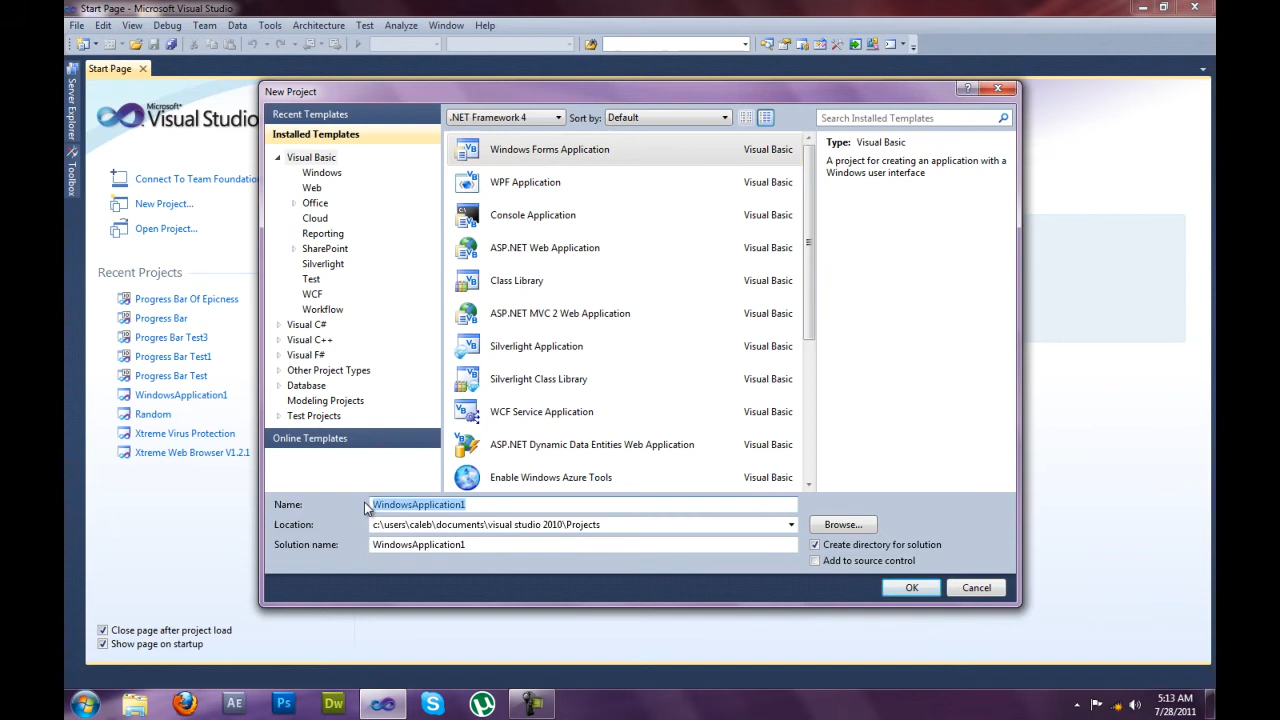 Start Page - Microsoft Visual Studio
File Edit View Debug Team Data Tools Architecture Test Analyze Window Help
Start Page
Server Explorer
Toolbox
Microsoft®
Visual Studio
Connect To Team Foundatio
New Project...
Open Project...
Recent Projects
Progress Bar Of Epicness
Progress Bar
Progres Bar Test3
Progress Bar Test1
Progress Bar Test
WindowsApplication1
Random
Xtreme Virus Protection
Xtreme Web Browser V1.2.1
Close page after project load
Show page on startup
New Project
?
Recent Templates
Installed Templates
Visual Basic
Windows
Web
Office
Cloud
Reporting
SharePoint
Silverlight
Test
WCF
Workflow
Visual C#
Visual C++
Visual F#
Other Project Types
Database
Modeling Projects
Test Projects
Online Templates
.NET Framework 4 Sort by: Default
Windows Forms Application Visual Basic
WPF Application Visual Basic
Console Application Visual Basic
ASP.NET Web Application Visual Basic
Class Library Visual Basic
ASP.NET MVC 2 Web Application Visual Basic
Silverlight Application Visual Basic
Silverlight Class Library Visual Basic
WCF Service Application Visual Basic
ASP.NET Dynamic Data Entities Web Application Visual Basic
Enable Windows Azure Tools Visual Basic
Search Installed Templates
Type: Visual Basic
A project for creating an application with a
Windows user interface
Name: WindowsApplication1
Location: c:\users\caleb\documents\visual studio 2010\Projects
Browse...
Solution name: WindowsApplication1
Create directory for solution
Add to source control
OK Cancel
Ae Ps Dw
5:13 AM
7/28/2011